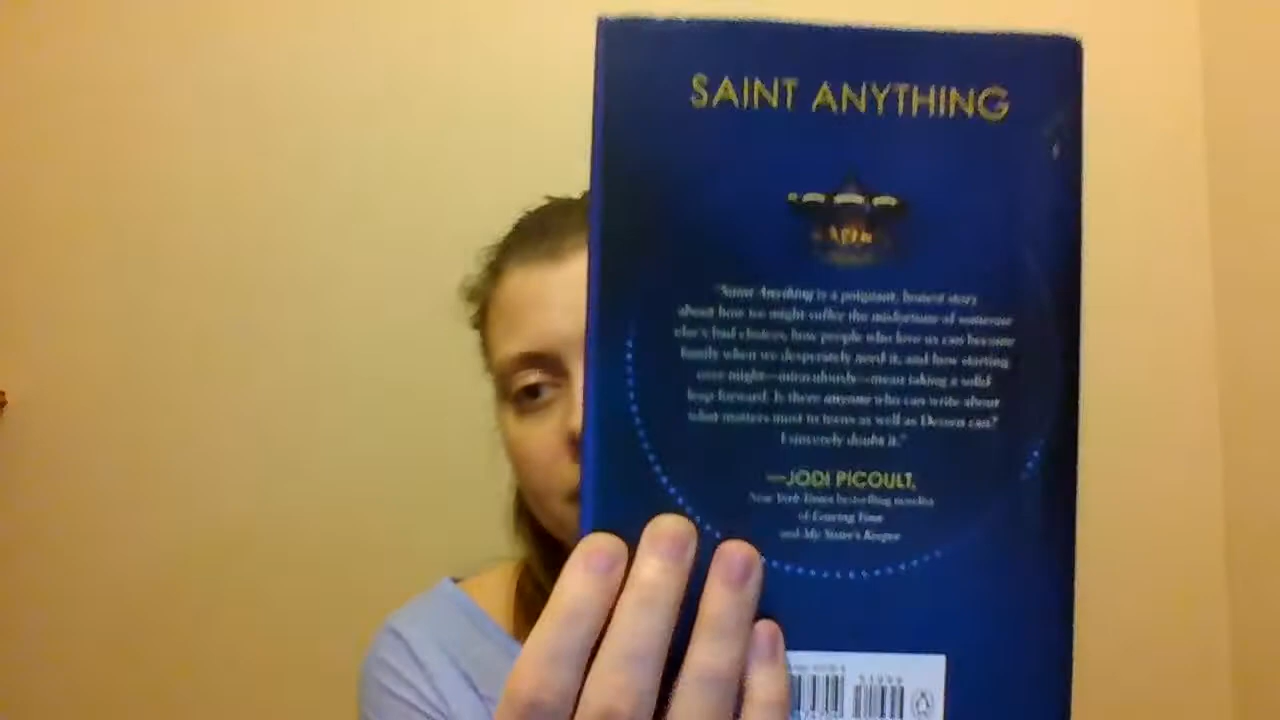 SAINT ANYTHING
"Saint Anything is a poignant, honest story
about how we might suffer the misfortune of someone
else's bad choices, how people who love us can become
family when we desperately need it, and how starting
over might—miraculously—mean taking a solid
leap forward. Is there anyone who can write about
what matters most to teens as well as Dessen can?
I sincerely doubt it."
—JODI PICOULT,
New York Times bestselling novelist
of Leaving Time
and My Sister's Keeper